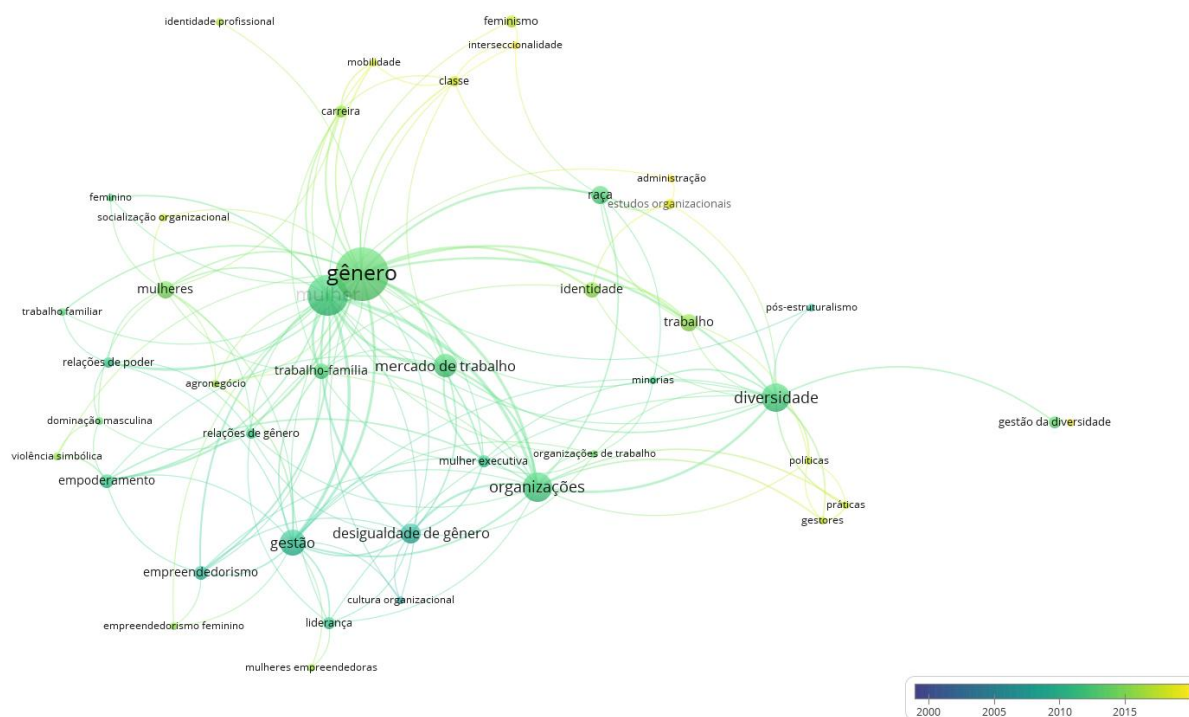 identidade profissional
feminismo
interseccionalidade
mobilidade
classe
carreira
administração
feminino
raça
estudos organizacionais
socialização organizacional
gênero
mulheres
mulher
identidade
trabalho familiar
pós-estruturalismo
trabalho
relações de poder
trabalho-família
mercado de trabalho
agronegócio
minorias
diversidade
dominação masculina
gestão da diversidade
relações de gênero
violência simbólica
mulher executiva
organizações de trabalho
políticas
empoderamento
organizações
práticas
gestores
desigualdade de gênero
gestão
empreendedorismo
cultura organizacional
empreendedorismo feminino
liderança
mulheres empreendedoras
2000 2005 2010 2015